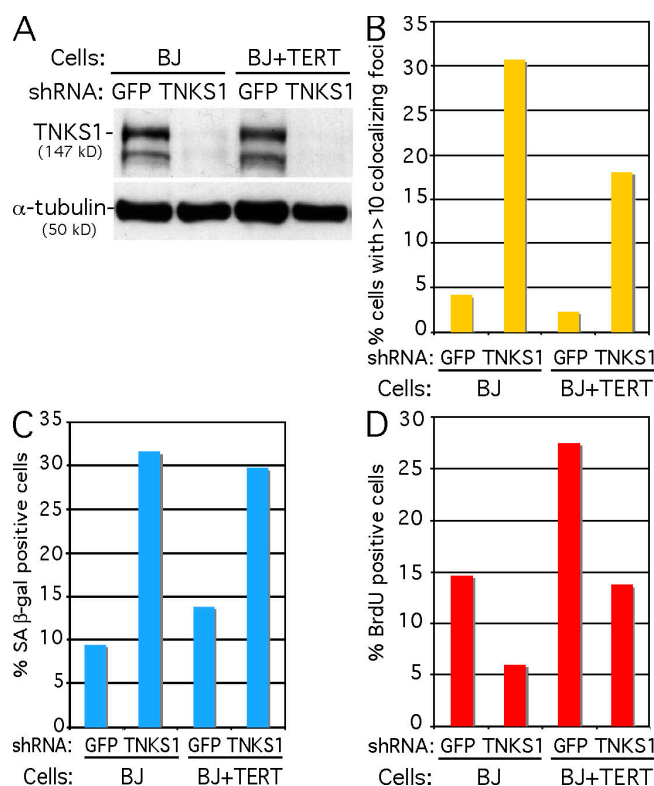 A
Cells: BJ BJ+TERT
shRNA: GFP TNKS1 GFP TNKS1
TNKS1-
(147 kD)
α-tubulin-
(50 kD)
B
% cells with >10 colocalizing foci
35
30
25
20
15
10
5
0
shRNA: GFP TNKS1 GFP TNKS1
Cells: BJ BJ+TERT
C
% SA β-gal positive cells
35
30
25
20
15
10
5
0
shRNA: GFP TNKS1 GFP TNKS1
Cells: BJ BJ+TERT
D
% BrdU positive cells
30
25
20
15
10
5
0
shRNA: GFP TNKS1 GFP TNKS1
Cells: BJ BJ+TERT